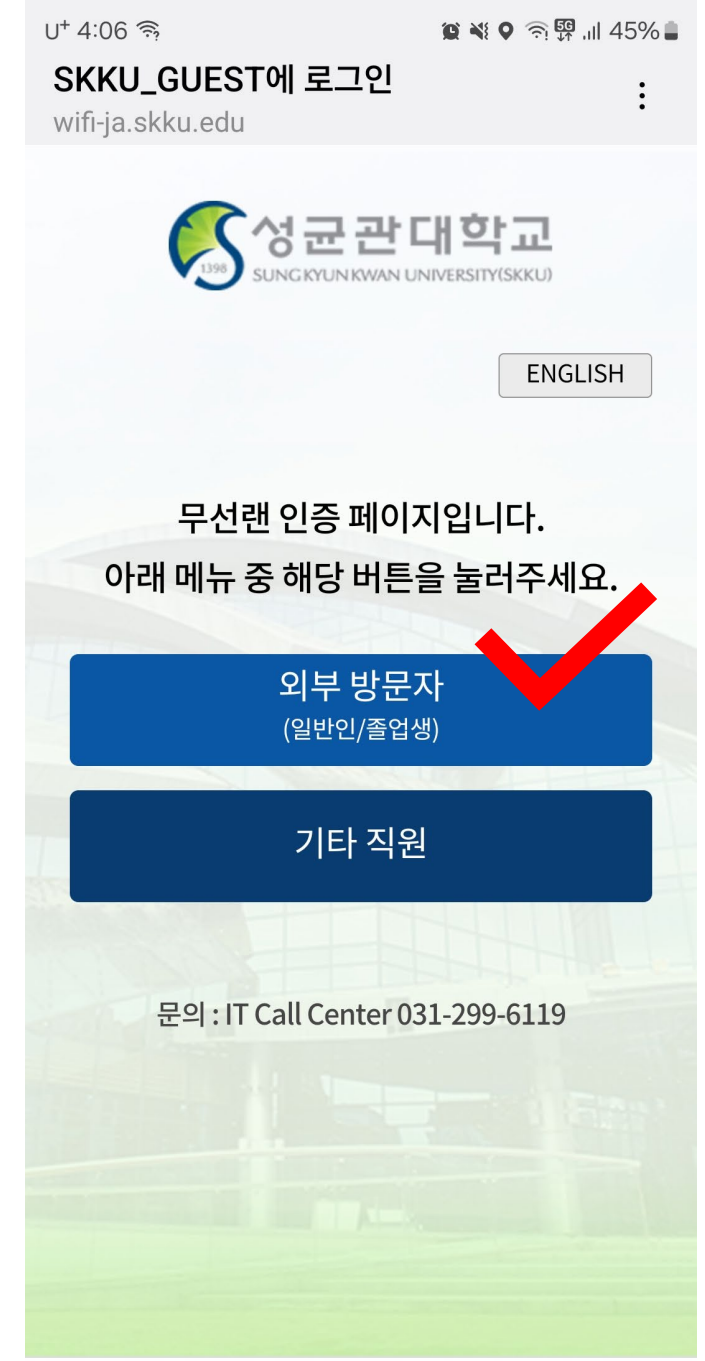 U+ 4:06 5G 45%
SKKU_GUEST에 로그인
wifi-ja.skku.edu
성균관대학교
1398 SUNGKYUNKWAN UNIVERSITY(SKKU)
ENGLISH
무선랜 인증 페이지입니다.
아래 메뉴 중 해당 버튼을 눌러주세요.
외부 방문자
(일반인/졸업생)
기타 직원
문의 : IT Call Center 031-299-6119